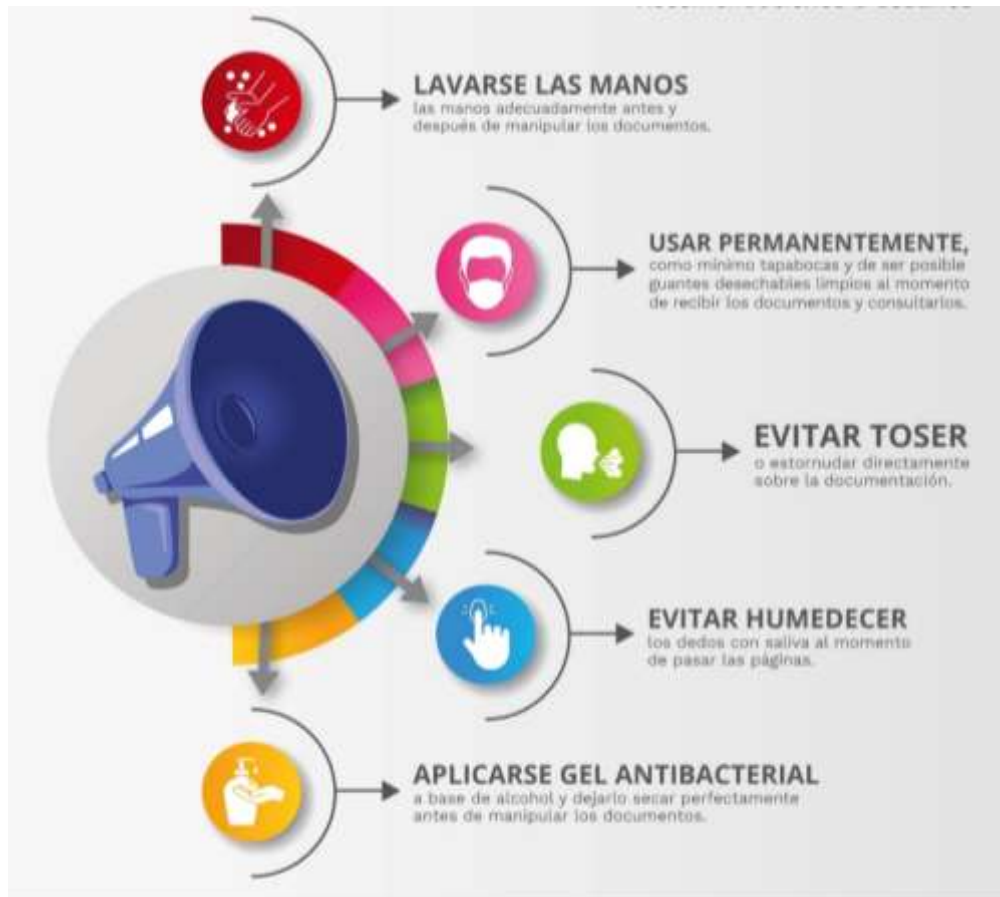 LAVARSE LAS MANOS
las manos adecuadamente antes y
después de manipular los documentos.
USAR PERMANENTEMENTE,
como mínimo tapabocas y de ser posible
guantes desechables limpios al momento
de recibir los documentos y consultarlos.
EVITAR TOSER
o estornudar directamente
sobre la documentación.
EVITAR HUMEDECER
los dedos con saliva al momento
de pasar las páginas.
APLICARSE GEL ANTIBACTERIAL
a base de alcohol y dejarlo secar perfectamente
antes de manipular los documentos.